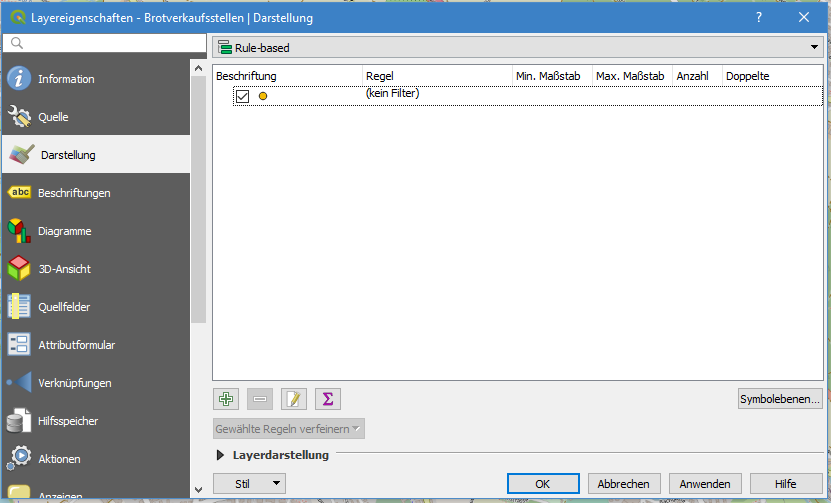 Layereigenschaften - Brotverkaufsstellen | Darstellung
Rule-based
Information
Quelle
Darstellung
abc Beschriftungen
Diagramme
3D-Ansicht
Quellfelder
Attributformular
Verknüpfungen
Hilfsspeicher
Aktionen
Anzeigen
Beschriftung Regel Min. Maßstab Max. Maßstab Anzahl Doppelte
(kein Filter)
Σ
Symbolebenen...
Gewählte Regeln verfeinern
Layerdarstellung
Stil
OK
Abbrechen
Anwenden
Hilfe